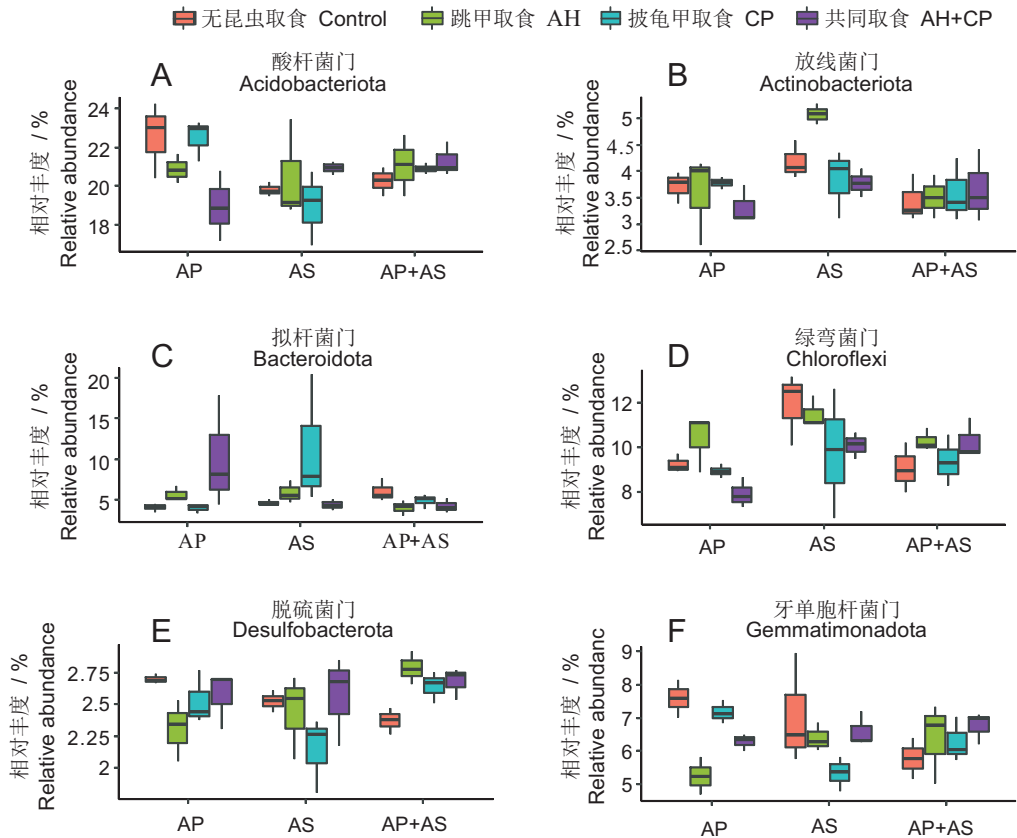 无昆虫取食 Control 跳甲取食 AH 披龟甲取食 CP 共同取食 AH+CP
A
酸杆菌门
Acidobacteriota
相对丰度 / %
Relative abundance
24
22
20
18
AP AS AP+AS
B
放线菌门
Actinobacteriota
相对丰度 / %
Relative abundance
5
4.5
4
3.5
3
2.5
AP AS AP+AS
C
拟杆菌门
Bacteroidota
相对丰度 / %
Relative abundance
20
15
10
5
AP AS AP+AS
D
绿弯菌门
Chloroflexi
相对丰度 / %
Relative abundance
12
10
8
AP AS AP+AS
E
脱硫菌门
Desulfobacterota
相对丰度 / %
Relative abundance
2.75
2.5
2.25
2
AP AS AP+AS
F
牙单胞杆菌门
Gemmatimonadota
相对丰度 / %
Relative abundanc
9
8
7
6
5
AP AS AP+AS